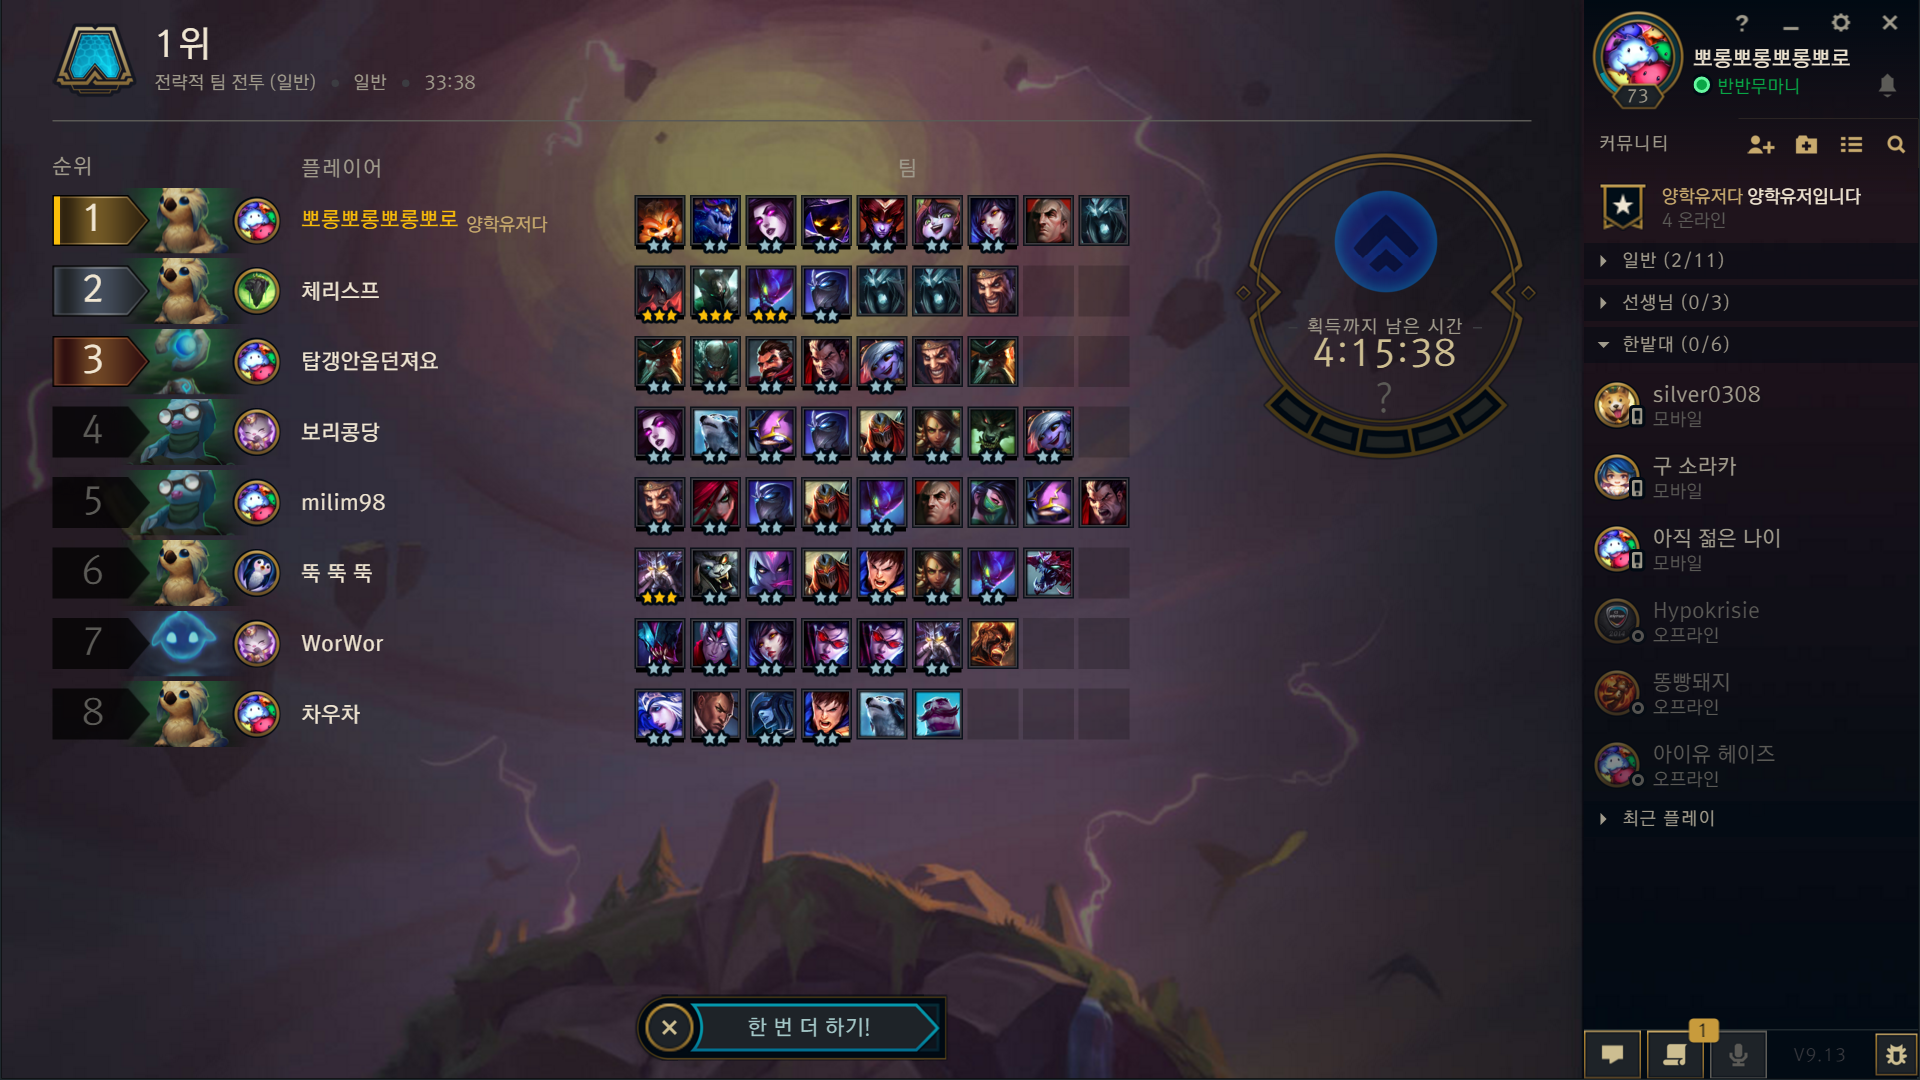 1위
전략적 팀 전투 (일반) • 일반 • 33:38
순위 플레이어 팀
1 뽀롱뽀롱뽀롱뽀로 양학유저다
2 체리스프
3 탑갱안옴던져요
4 보리콩당
5 milim98
6 뚝 뚝 뚝
7 WorWor
8 차우차
획득까지 남은 시간
4:15:38
?
한 번 더 하기!
?
뽀롱뽀롱뽀롱뽀로
반반무마니
73
커뮤니티
양학유저다 양학유저입니다
4 온라인
일반 (2/11)
선생님 (0/3)
한밭대 (0/6)
silver0308
모바일
구 소라카
모바일
아직 젊은 나이
모바일
Hypokrisie
오프라인
똥빵돼지
오프라인
아이유 헤이즈
오프라인
최근 플레이
1
V9.13